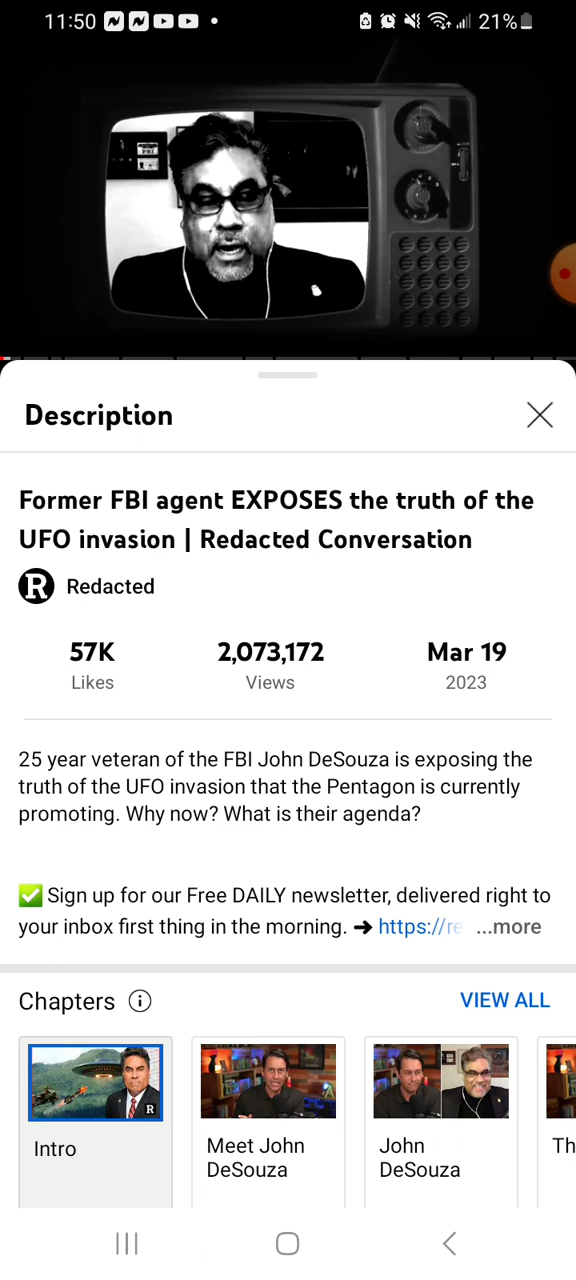 11:50
21%
Description
Former FBI agent EXPOSES the truth of the
UFO invasion | Redacted Conversation
R
Redacted
57K
2,073,172
Mar 19
Likes
Views
2023
25 year veteran of the FBI John DeSouza is exposing the
truth of the UFO invasion that the Pentagon is currently
promoting. Why now? What is their agenda?
✅ Sign up for our Free DAILY newsletter, delivered right to
your inbox first thing in the morning. ➜ https://re ...more
Chapters
VIEW ALL
R
Intro
Meet John
DeSouza
John
DeSouza
Th